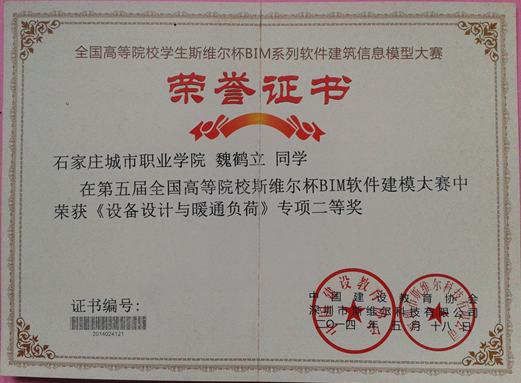 全国高等院校学生斯维尔杯BIM系列软件建筑信息模型大赛
荣誉证书
石家庄城市职业学院 魏鹤立 同学
在第五届全国高等院校斯维尔杯BIM软件建模大赛中
荣获《设备设计与暖通负荷》专项二等奖
证书编号：
2014024121
中国建设教育协会
深圳市斯维尔科技有限公司
二〇一四年五月十八日